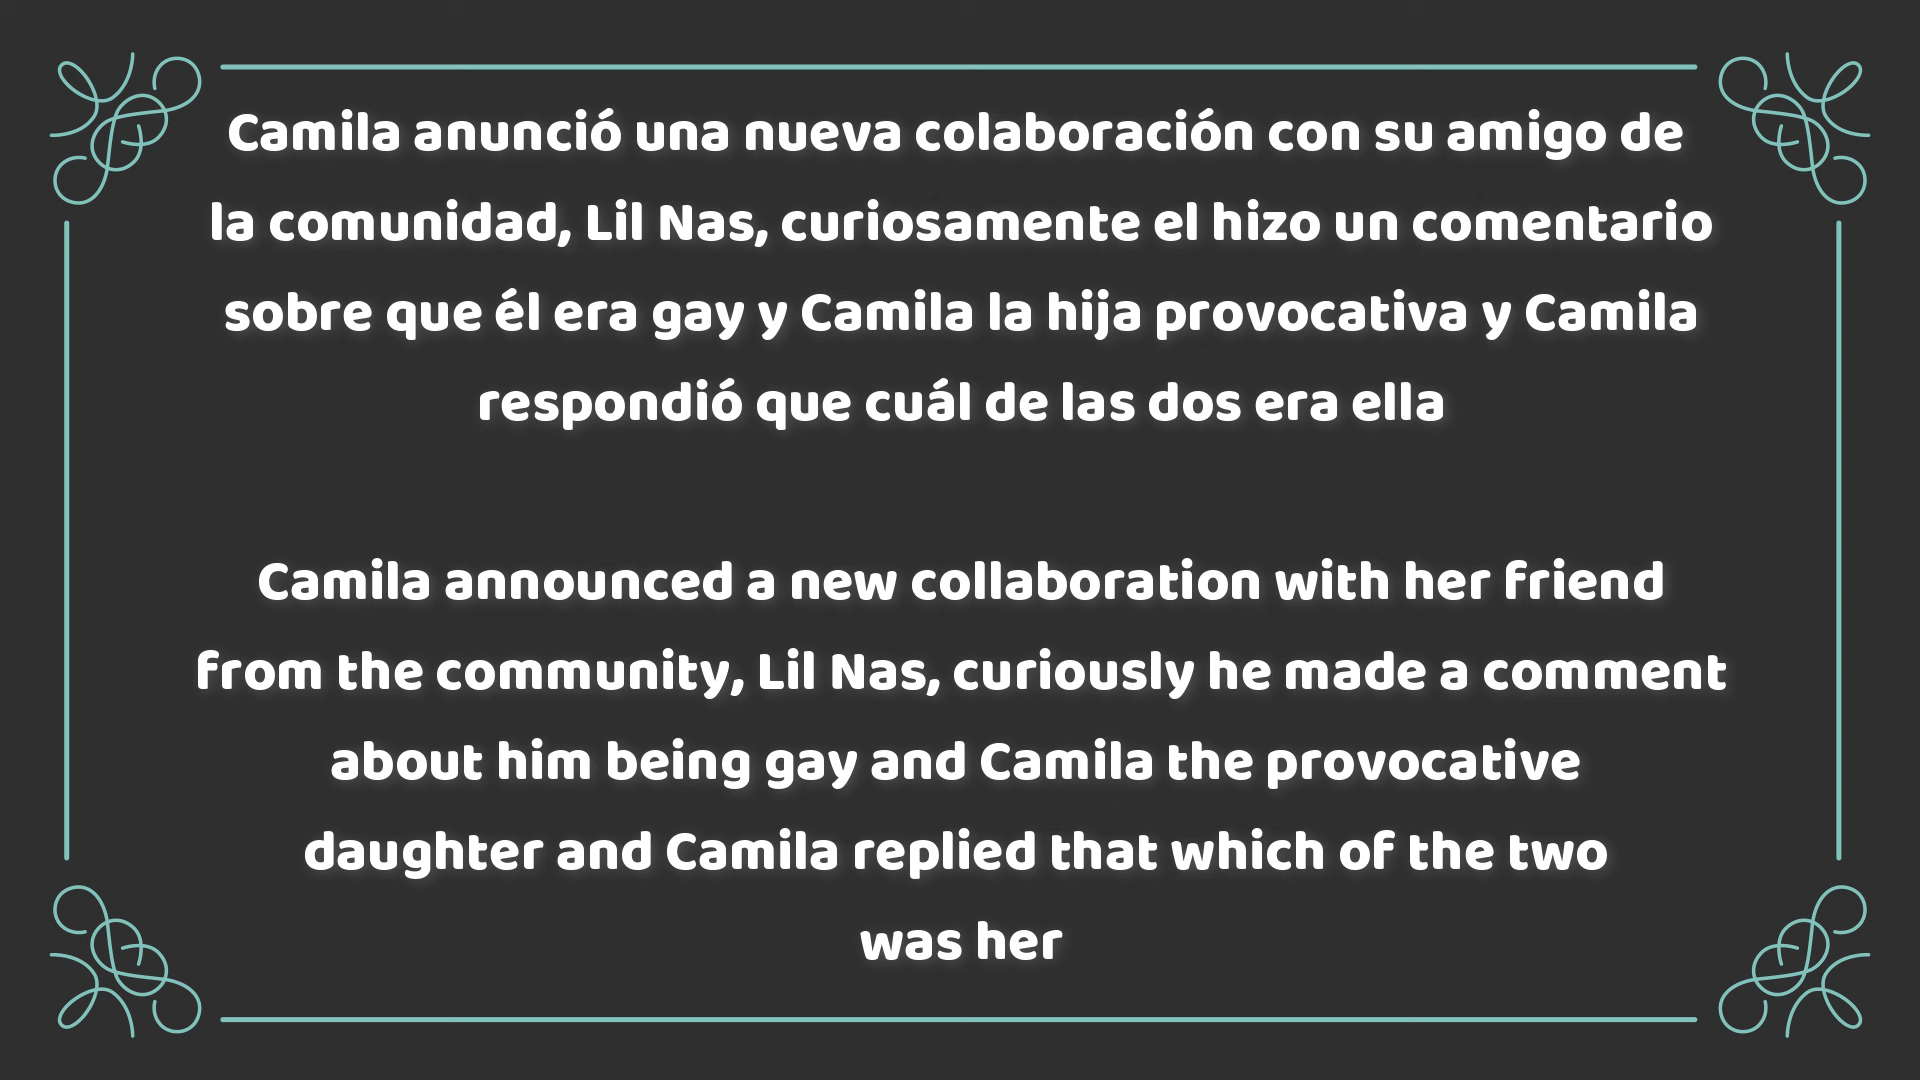 Camila anunció una nueva colaboración con su amigo de
la comunidad, Lil Nas, curiosamente el hizo un comentario
sobre que él era gay y Camila la hija provocativa y Camila
respondió que cuál de las dos era ella
Camila announced a new collaboration with her friend
from the community, Lil Nas, curiously he made a comment
about him being gay and Camila the provocative
daughter and Camila replied that which of the two
was her